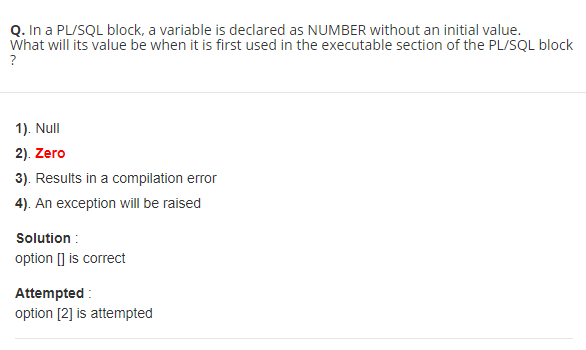 Q. In a PL/SQL block, a variable is declared as NUMBER without an initial value.
What will its value be when it is first used in the executable section of the PL/SQL block
?
1). Null
2). Zero
3). Results in a compilation error
4). An exception will be raised
Solution :
option [] is correct
Attempted :
option [2] is attempted